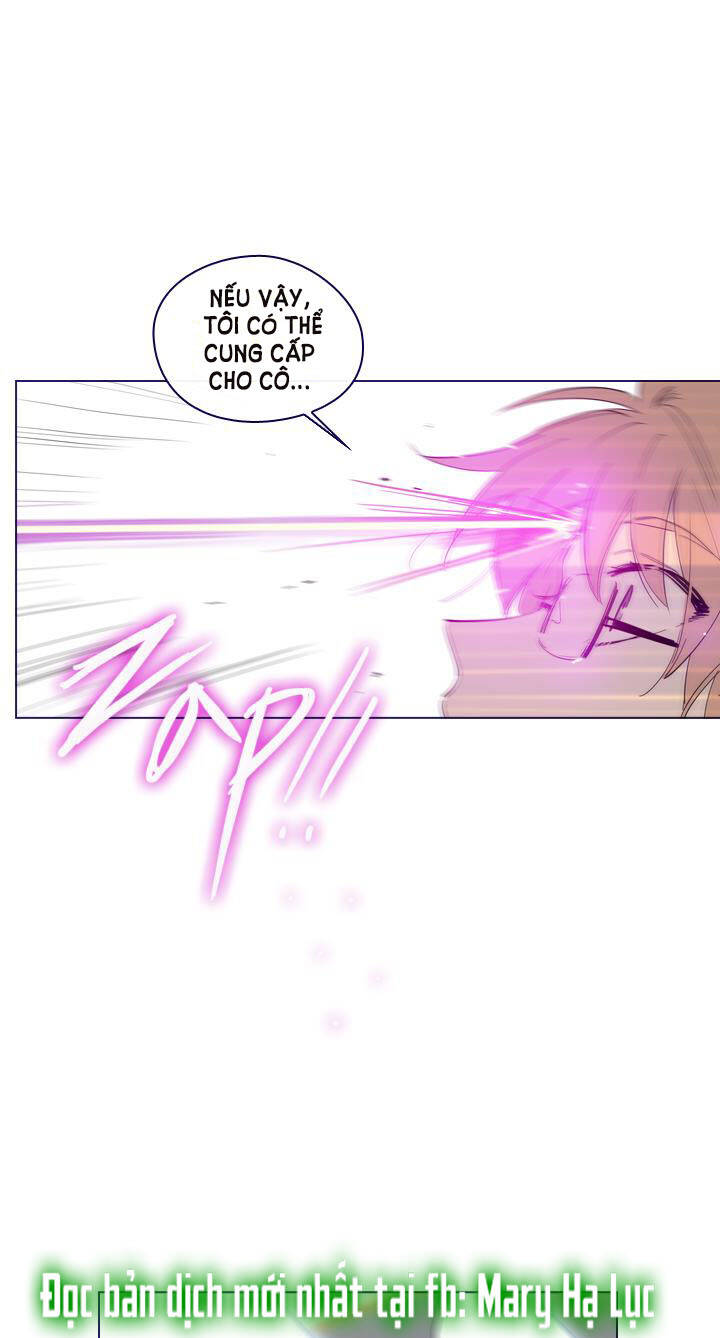 NẾU VẬY,
TÔI CÓ THỂ
CUNG CẤP
CHO CÔ...
Zap!!
Đọc bản dịch mới nhất tại fb: Mary Hạ Lục